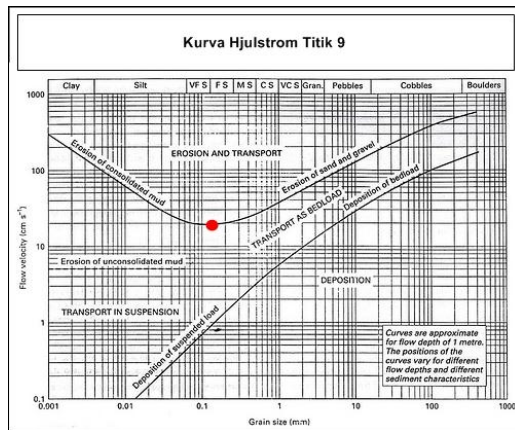 Kurva Hjulstrom Titik 9
Clay Silt VF S F S M S C S VC S Gran. Pebbles Cobbles Boulders
1000
100
10
1
0.1
Flow velocity (cm s⁻¹)
Erosion of consolidated mud
EROSION AND TRANSPORT
Erosion of sand and gravel
TRANSPORT AS BEDLOAD
Deposition of bedload
Erosion of unconsolidated mud
DEPOSITION
TRANSPORT IN SUSPENSION
Deposition of suspended load
Curves are approximate
for flow depth of 1 metre.
The positions of the
curves vary for different
flow depths and different
sediment characteristics
0.001 0.01 0.1 1 10 100 1000
Grain size (mm)